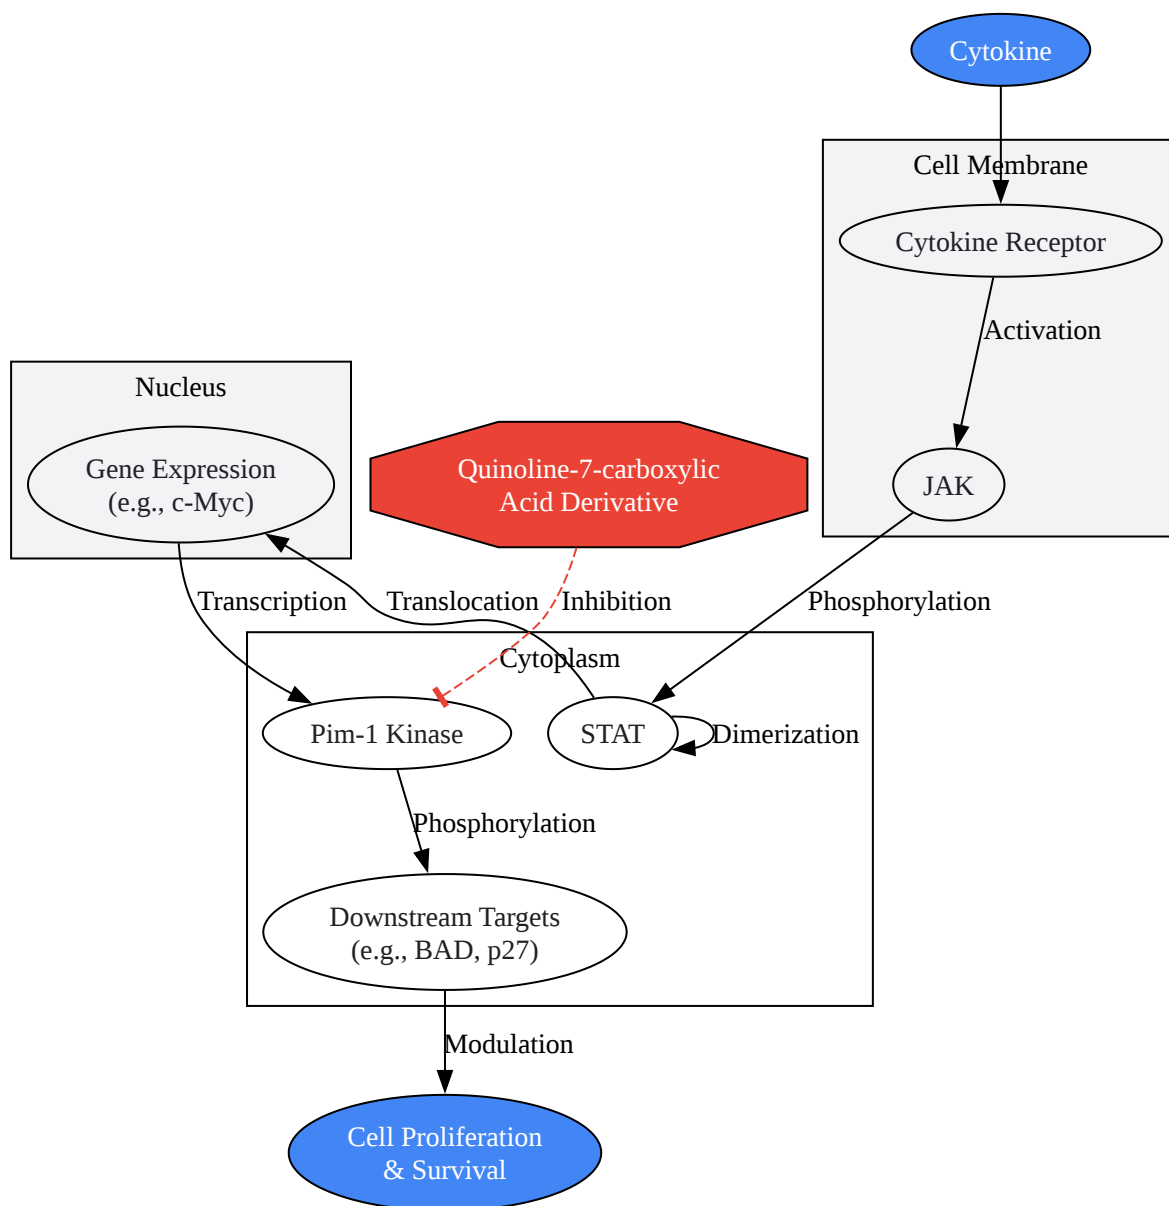 Cytokine
Cell Membrane
Cytokine Receptor
Activation
Nucleus
Gene Expression
(e.g., c-Myc)
Quinoline-7-carboxylic
Acid Derivative
JAK
Transcription
Translocation
Inhibition
Phosphorylation
Cytoplasm
Pim-1 Kinase
STAT
Dimerization
Phosphorylation
Downstream Targets
(e.g., BAD, p27)
Modulation
Cell Proliferation
& Survival